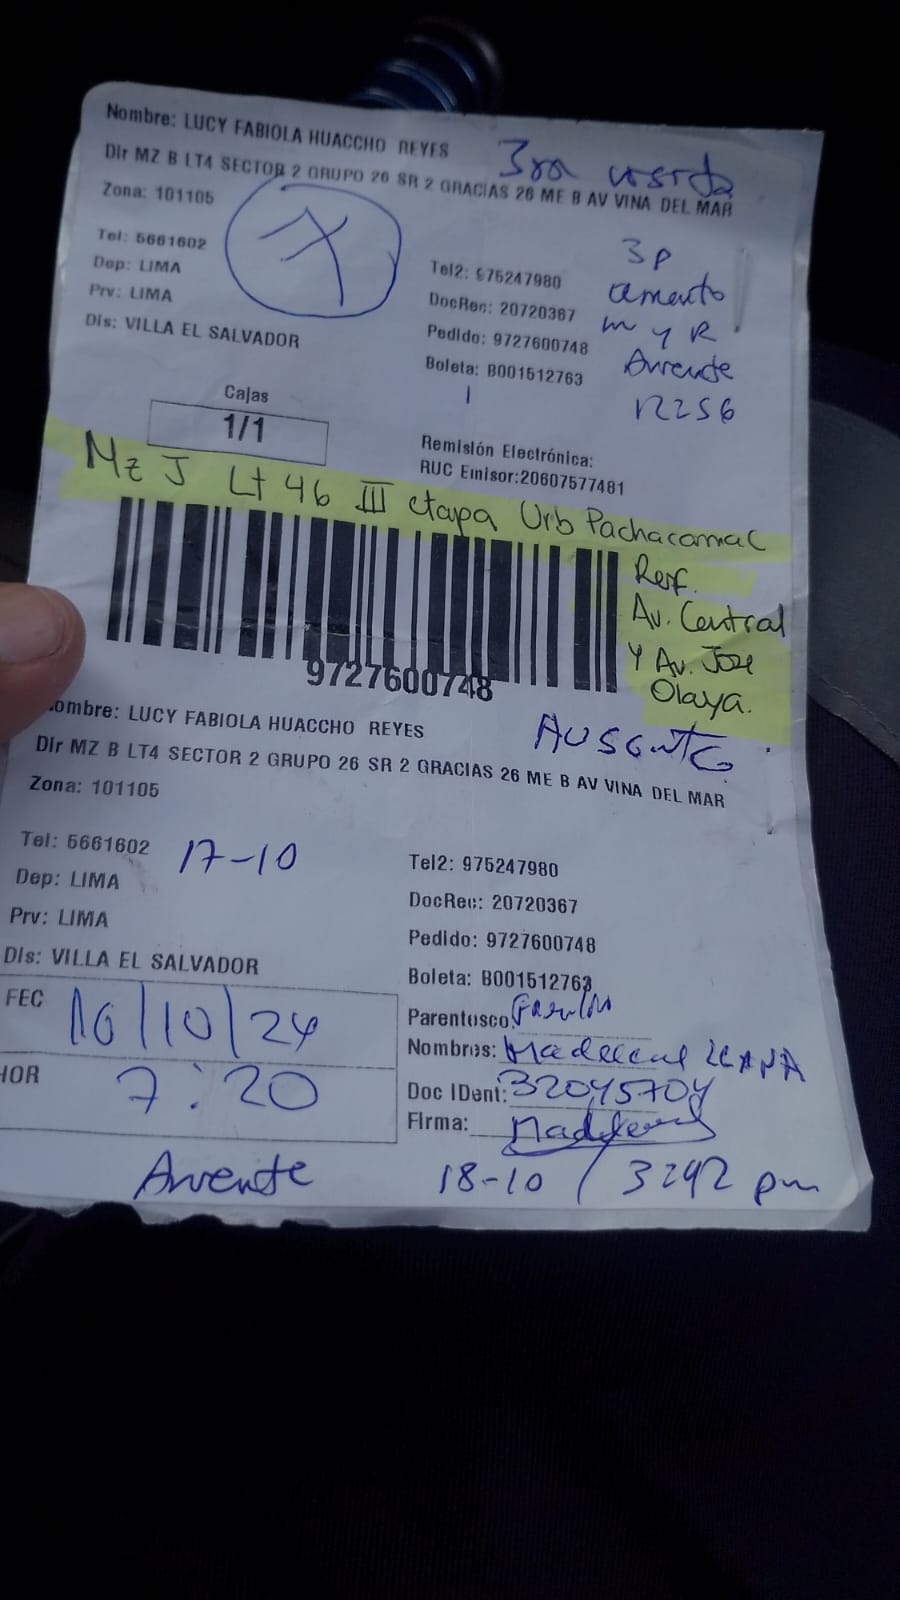 Nombre: LUCY FABIOLA HUACCHO REYES
3ra
Dir MZ B LT4 SECTOR 2 GRUPO 26 SR 2 GRACIAS 26 ME B AV VINA DEL MAR
Zona: 101105
Tel: 5661602
Dep: LIMA
Prv: LIMA
Dis: VILLA EL SALVADOR
Tel2: 975247980
DocRec: 20720367
Pedido: 9727600748
Boleta: B001512763
3p
m y R
Cajas
1/1
Remisión Electrónica:
RUC Emisor:20607577481
Mz J Lt 46 III etapa Urb Pachacamac
Ref.
Av. Central
Y Av. Jose
Olaya.
9727600748
AUSENTE
ombre: LUCY FABIOLA HUACCHO REYES
Dir MZ B LT4 SECTOR 2 GRUPO 26 SR 2 GRACIAS 26 ME B AV VINA DEL MAR
Zona: 101105
Tel: 5661602
17-10
Dep: LIMA
Prv: LIMA
Dis: VILLA EL SALVADOR
Tel2: 975247980
DocRec: 20720367
Pedido: 9727600748
Boleta: B001512763
FEC 16/10/24
HOR 7:20
Parentosco:
Nombres:
Doc IDent: 32045704
Firma:
18-10
pm